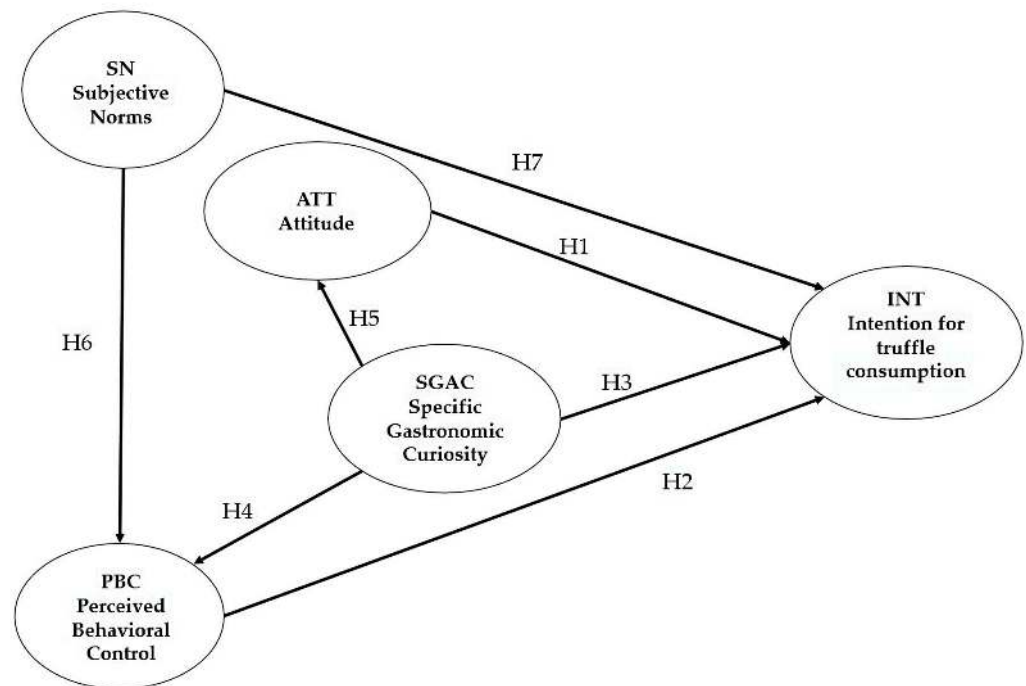 SN
Subjective
Norms
H7
ATT
Attitude
H1
INT
Intention for
truffle
consumption
H5
H6
SGAC
Specific
Gastronomic
Curiosity
H3
H2
H4
PBC
Perceived
Behavioral
Control